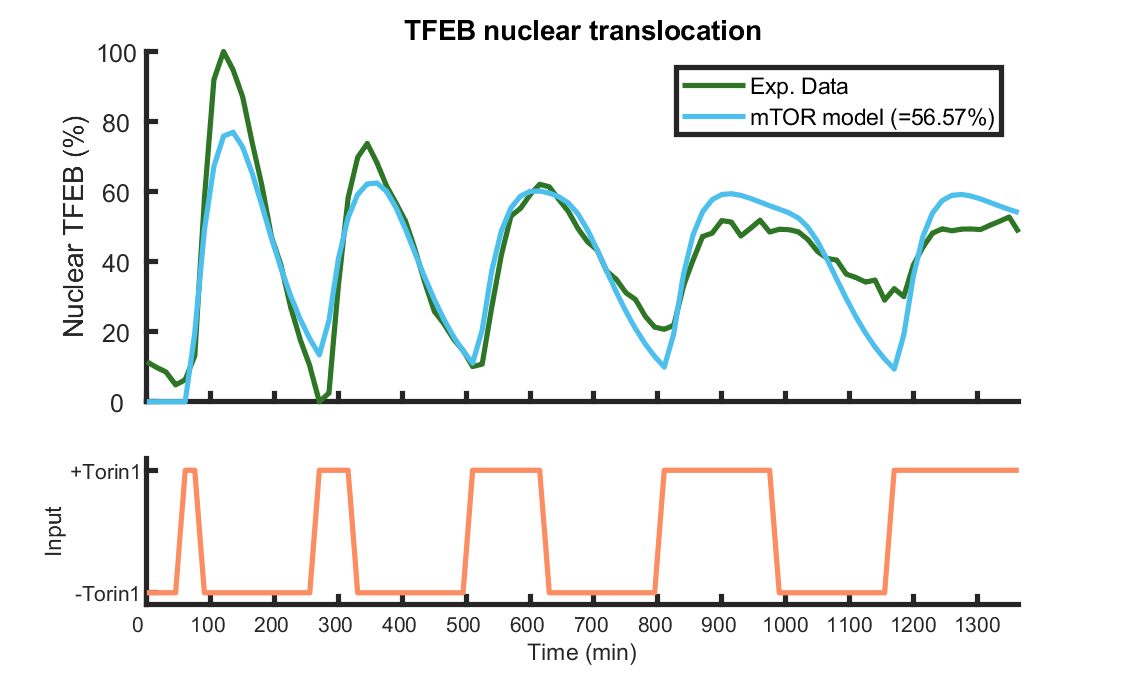 TFEB nuclear translocation
Nuclear TFEB (%)
100
80
60
40
20
0
Exp. Data
mTOR model (=56.57%)
Input
+Torin1
-Torin1
0 100 200 300 400 500 600 700 800 900 1000 1100 1200 1300
Time (min)